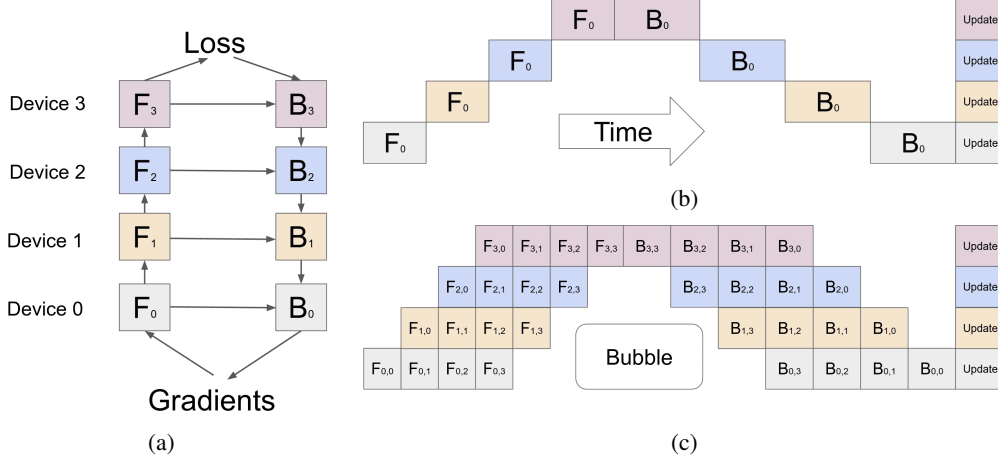 Loss
Device 3 F3 B3
Device 2 F2 B2
Device 1 F1 B1
Device 0 F0 B0
Gradients
(a)
F0 B0 Update
F0 B0 Update
F0 B0 Update
Time
F0 B0 Update
(b)
F3,0 F3,1 F3,2 F3,3 B3,3 B3,2 B3,1 B3,0 Update
F2,0 F2,1 F2,2 F2,3 B2,3 B2,2 B2,1 B2,0 Update
F1,0 F1,1 F1,2 F1,3 B1,3 B1,2 B1,1 B1,0 Update
Bubble
F0,0 F0,1 F0,2 F0,3 B0,3 B0,2 B0,1 B0,0 Update
(c)